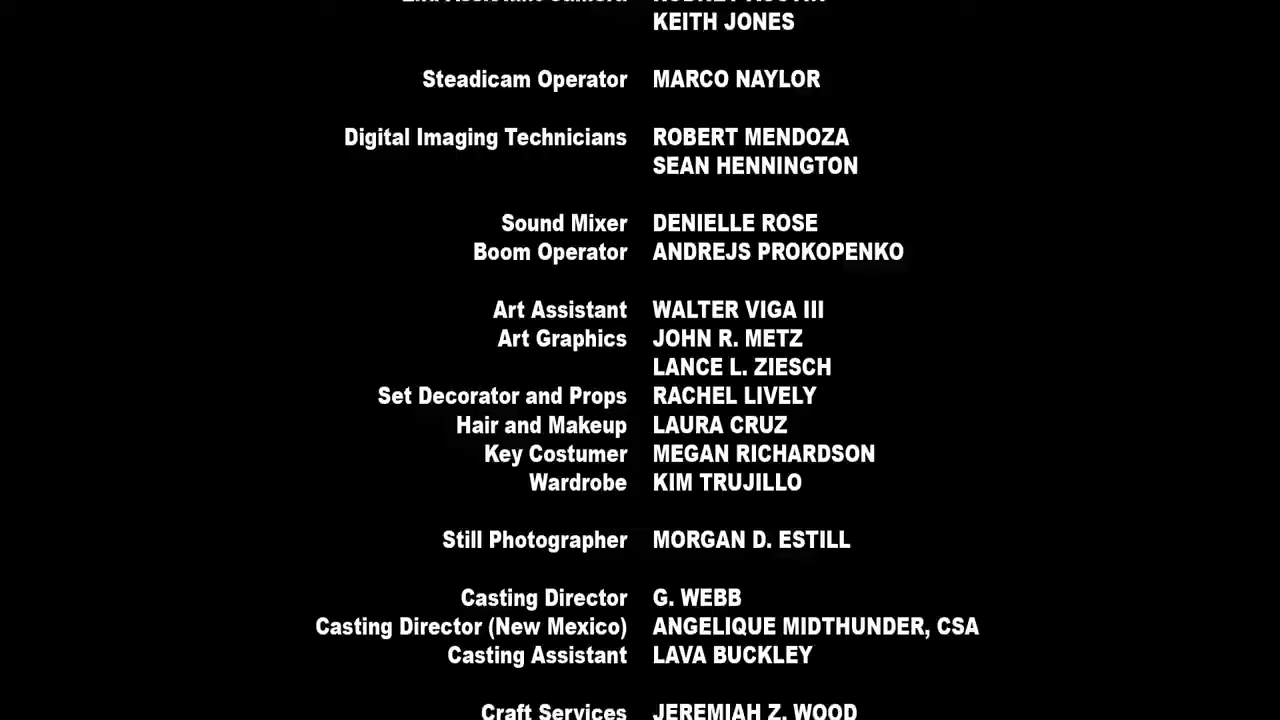 KEITH JONES
Steadicam Operator MARCO NAYLOR
Digital Imaging Technicians ROBERT MENDOZA
SEAN HENNINGTON
Sound Mixer DENIELLE ROSE
Boom Operator ANDREJS PROKOPENKO
Art Assistant WALTER VIGA III
Art Graphics JOHN R. METZ
LANCE L. ZIESCH
Set Decorator and Props RACHEL LIVELY
Hair and Makeup LAURA CRUZ
Key Costumer MEGAN RICHARDSON
Wardrobe KIM TRUJILLO
Still Photographer MORGAN D. ESTILL
Casting Director G. WEBB
Casting Director (New Mexico) ANGELIQUE MIDTHUNDER, CSA
Casting Assistant LAVA BUCKLEY
Craft Services JEREMIAH Z. WOOD